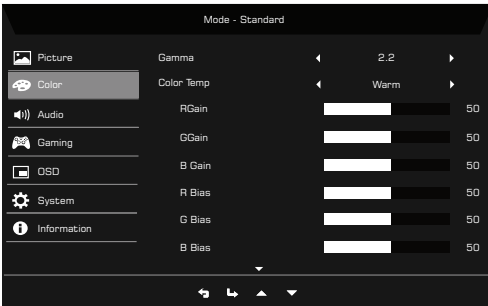 Mode - Standard
Picture
Color
Audio
Gaming
OSD
System
Information
Gamma 2.2
Color Temp Warm
RGain 50
GGain 50
B Gain 50
R Bias 50
G Bias 50
B Bias 50